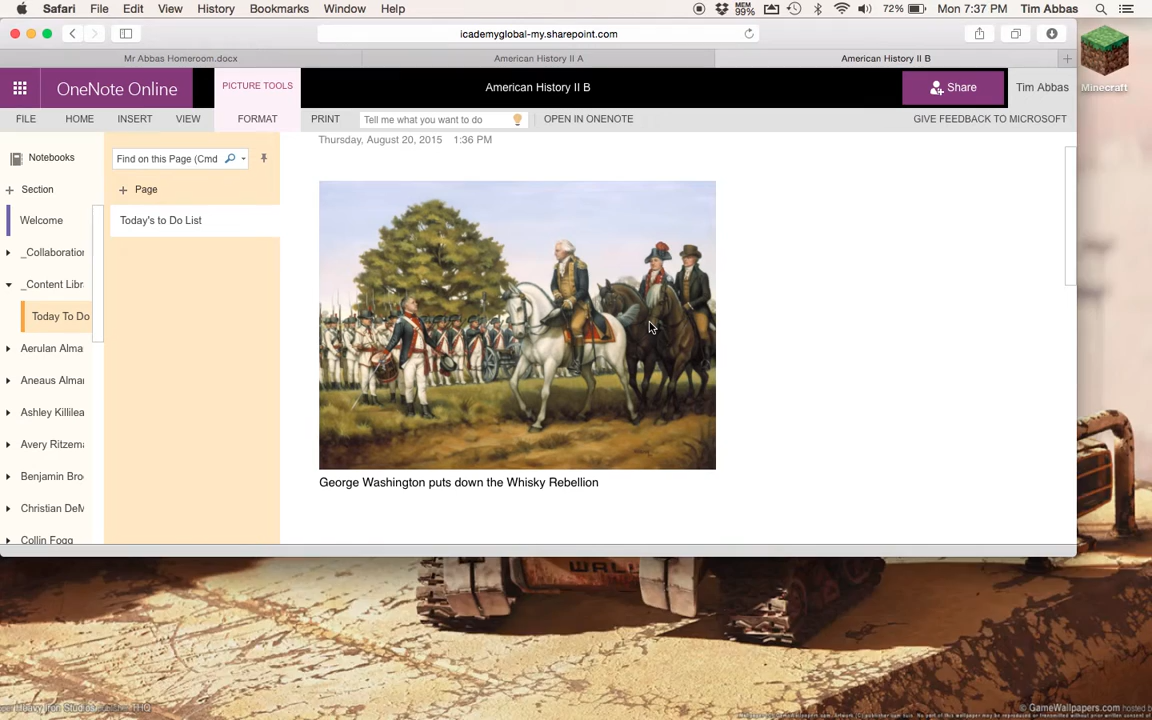 Safari File Edit View History Bookmarks Window Help MEM 99% 72% Mon 7:37 PM Tim Abbas
icademyglobal-my.sharepoint.com
Mr Abbas Homeroom.docx American History II A American History II B
OneNote Online PICTURE TOOLS American History II B Share Tim Abbas
FILE HOME INSERT VIEW FORMAT PRINT Tell me what you want to do OPEN IN ONENOTE GIVE FEEDBACK TO MICROSOFT
Minecraft
Thursday, August 20, 2015 1:36 PM
Notebooks Find on this Page (Cmd
Section Page
Welcome Today's to Do List
_Collaboration
_Content Libr
Today To Do
Aerulan Alma
Aneaus Almar
Ashley Killilea
Avery Ritzema
Benjamin Bro
Christian DeM
Collin Fogg
George Washington puts down the Whisky Rebellion
WALL
© GameWallpapers.com hosted b